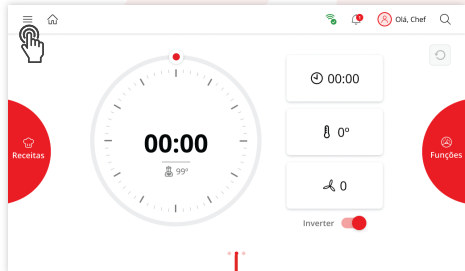 Olá, Chef
00:00
00:00
99°
0°
0
Receitas
Funções
Inverter